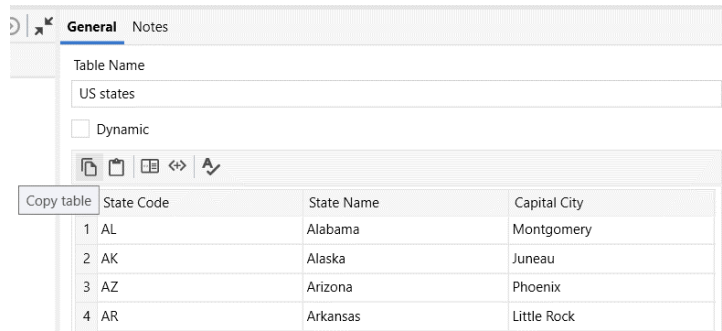 General Notes
Table Name
US states
Dynamic
Copy table
State Code State Name Capital City
1 AL Alabama Montgomery
2 AK Alaska Juneau
3 AZ Arizona Phoenix
4 AR Arkansas Little Rock